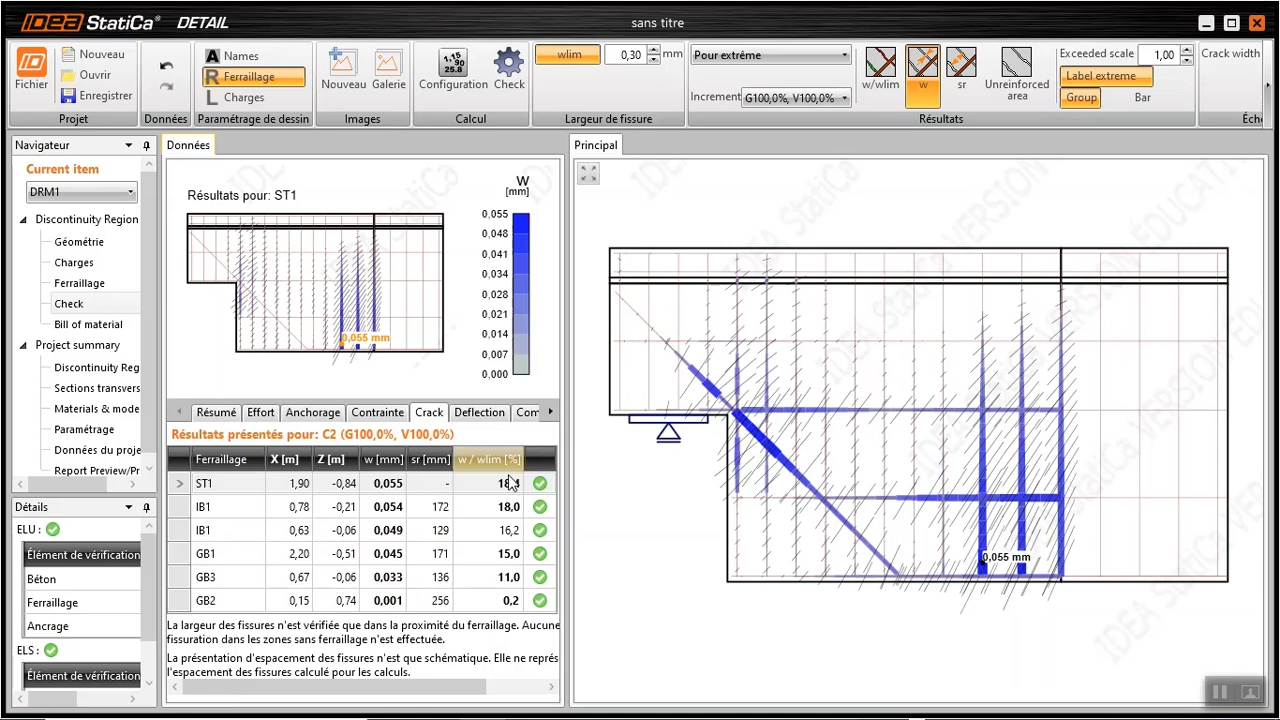 IDEA StatiCa® DETAIL
sans titre
Fichier
Nouveau
Ouvrir
Enregistrer
Projet
Données
A Names
R Ferraillage
L Charges
Paramétrage de dessin
Nouveau
Galerie
Images
1,15
,90
25.8
Configuration
Check
Calcul
wlim
0,30
mm
Largeur de fissure
Pour extrême
Increment
G100,0%, V100,0%
w/wlim
w
sr
Unreinforced
area
Exceeded scale
1,00
Label extreme
Group
Bar
Résultats
Crack width
Éch
Navigateur
Current item
DRM1
Discontinuity Region
Géométrie
Charges
Ferraillage
Check
Bill of material
Project summary
Discontinuity Reg
Sections transvers
Materials & mode
Paramétrage
Données du proje
Report Preview/Pr
Détails
ELU :
Élément de vérification
Béton
Ferraillage
Ancrage
ELS :
Élément de vérification
Données
Résultats pour: ST1
W
[mm]
0,055
0,048
0,041
0,034
0,028
0,021
0,014
0,007
0,000
0,055 mm
Résumé
Effort
Anchorage
Contrainte
Crack
Deflection
Com
Résultats présentés pour: C2 (G100,0%, V100,0%)
Ferraillage X [m] Z [m] w [mm] sr [mm] w / wlim [%]
ST1 1,90 -0,84 0,055 -
IB1 0,78 -0,21 0,054 172 18,0
IB1 0,63 -0,06 0,049 129 16,2
GB1 2,20 -0,51 0,045 171 15,0
GB3 0,67 -0,06 0,033 136 11,0
GB2 0,15 0,74 0,001 256 0,2
La largeur des fissures n'est vérifiée que dans la proximité du ferraillage. Aucune
fissuration dans les zones sans ferraillage n'est effectuée.
La présentation d'espacement des fissures n'est que schématique. Elle ne représ
l'espacement des fissures calculé pour les calculs.
Principal
0,055 mm